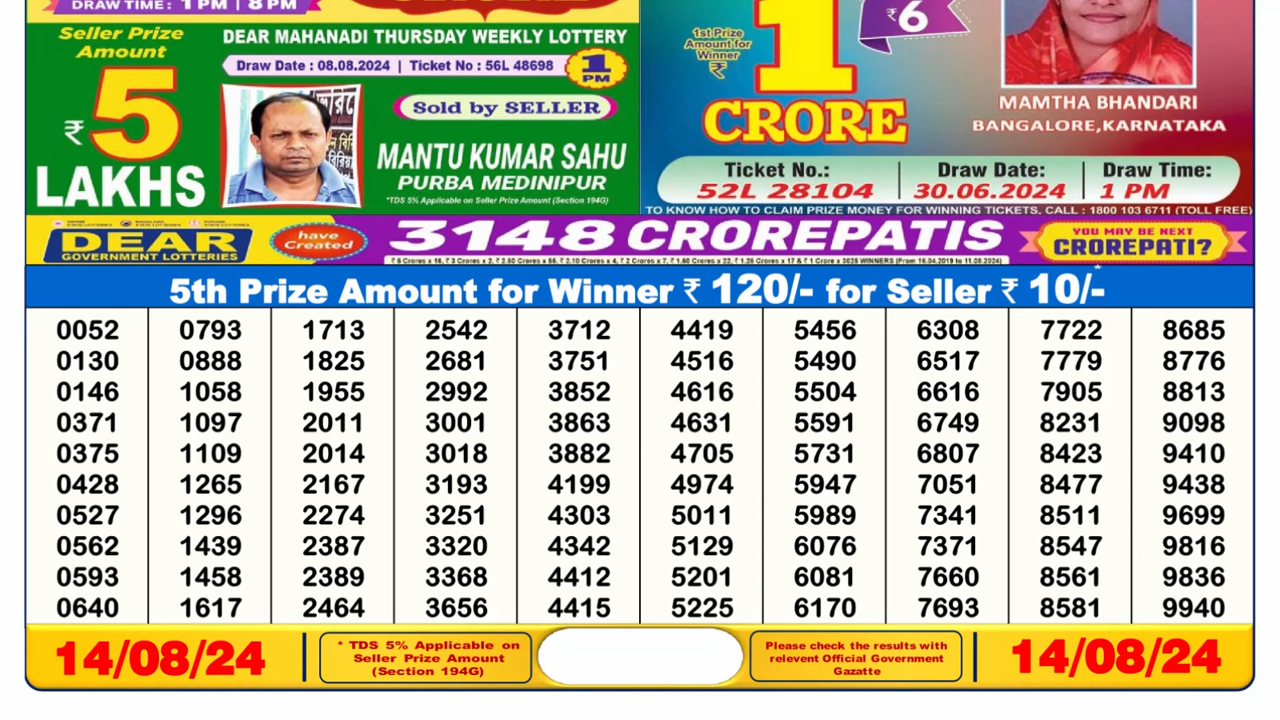 DRAW TIME: 1 PM | 8 PM
Seller Prize
Amount
₹ 5
LAKHS
DEAR MAHANADI THURSDAY WEEKLY LOTTERY
Draw Date : 08.08.2024 | Ticket No : 56L 48698
1
PM
Sold by SELLER
MANTU KUMAR SAHU
PURBA MEDINIPUR
*TDS 5% Applicable on Seller Prize Amount (Section 194G)
1st Prize
Amount for
Winner
₹
1
CRORE
₹6
MAMTHA BHANDARI
BANGALORE,KARNATAKA
Ticket No.: Draw Date: Draw Time:
52L 28104 30.06.2024 1 PM
TO KNOW HOW TO CLAIM PRIZE MONEY FOR WINNING TICKETS, CALL : 1800 103 6711 (TOLL FREE)
DEAR
GOVERNMENT LOTTERIES
have
Created
3148 CROREPATIS
YOU MAY BE NEXT
CROREPATI?
5th Prize Amount for Winner ₹ 120/- for Seller ₹ 10/-*
0052 0793 1713 2542 3712 4419 5456 6308 7722 8685
0130 0888 1825 2681 3751 4516 5490 6517 7779 8776
0146 1058 1955 2992 3852 4616 5504 6616 7905 8813
0371 1097 2011 3001 3863 4631 5591 6749 8231 9098
0375 1109 2014 3018 3882 4705 5731 6807 8423 9410
0428 1265 2167 3193 4199 4974 5947 7051 8477 9438
0527 1296 2274 3251 4303 5011 5989 7341 8511 9699
0562 1439 2387 3320 4342 5129 6076 7371 8547 9816
0593 1458 2389 3368 4412 5201 6081 7660 8561 9836
0640 1617 2464 3656 4415 5225 6170 7693 8581 9940
14/08/24
* TDS 5% Applicable on
Seller Prize Amount
(Section 194G)
Please check the results with
relevent Official Government
Gazatte
14/08/24